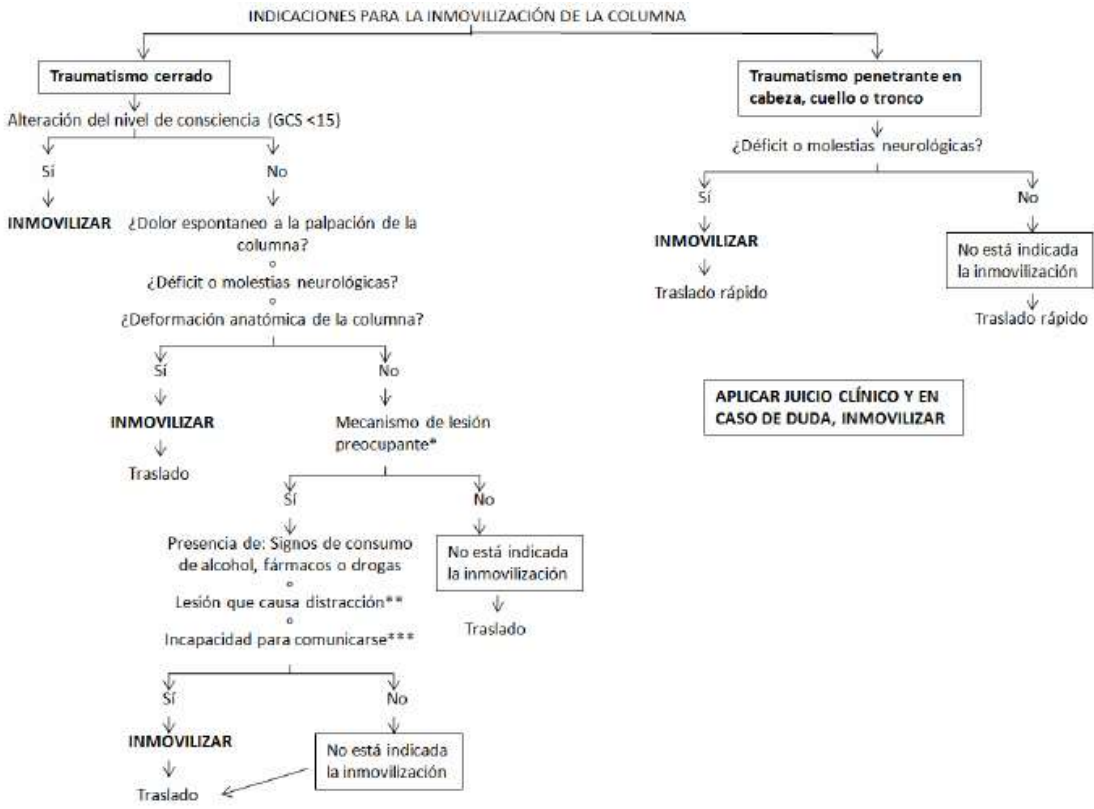 INDICACIONES PARA LA INMOVILIZACIÓN DE LA COLUMNA
Traumatismo cerrado
Alteración del nivel de consciencia (GCS <15)
Sí
No
INMOVILIZAR
¿Dolor espontaneo a la palpación de la
columna?
o
¿Déficit o molestias neurológicas?
o
¿Deformación anatómica de la columna?
Sí
No
INMOVILIZAR
Traslado
Mecanismo de lesión
preocupante*
Sí
No
Presencia de: Signos de consumo
de alcohol, fármacos o drogas
o
Lesión que causa distracción**
o
Incapacidad para comunicarse***
No está indicada
la inmovilización
Traslado
Sí
No
INMOVILIZAR
Traslado
No está indicada
la inmovilización
Traumatismo penetrante en
cabeza, cuello o tronco
¿Déficit o molestias neurológicas?
Sí
No
INMOVILIZAR
Traslado rápido
No está indicada
la inmovilización
Traslado rápido
APLICAR JUICIO CLÍNICO Y EN
CASO DE DUDA, INMOVILIZAR